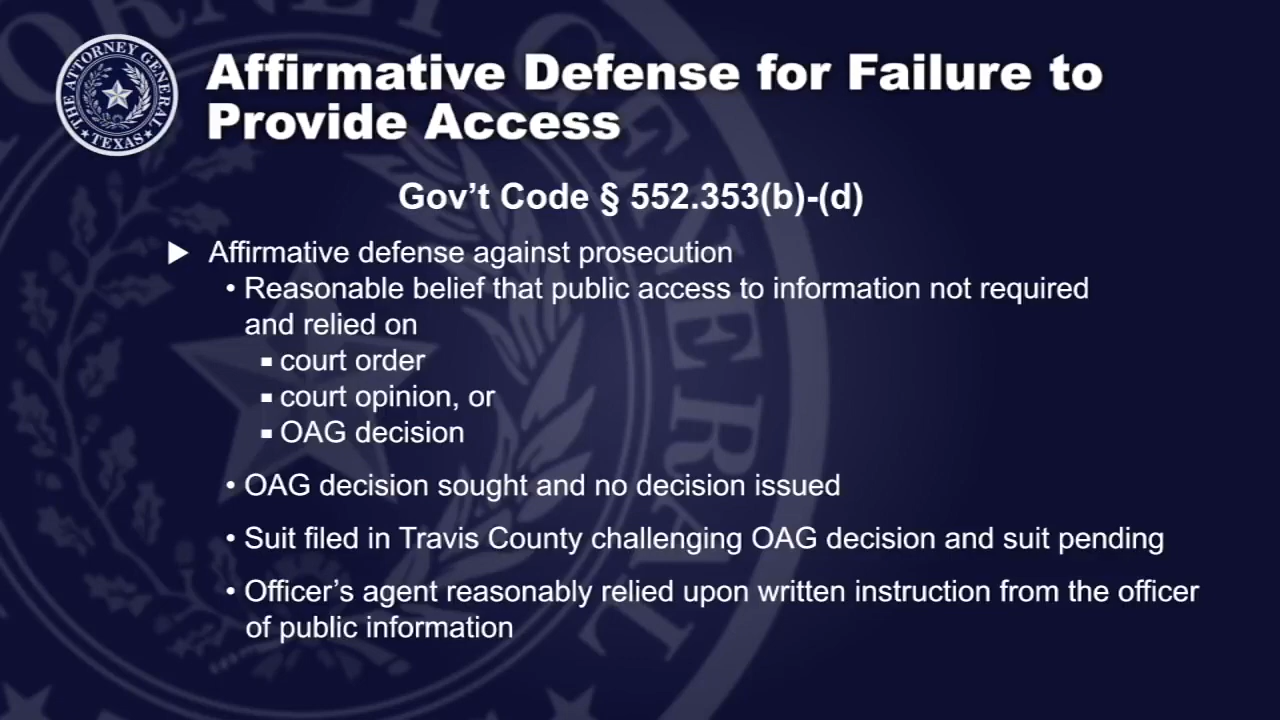 THE ATTORNEY GENERAL
★ TEXAS ★
Affirmative Defense for Failure to
Provide Access
Gov’t Code § 552.353(b)-(d)
▶ Affirmative defense against prosecution
• Reasonable belief that public access to information not required
and relied on
▪ court order
▪ court opinion, or
▪ OAG decision
• OAG decision sought and no decision issued
• Suit filed in Travis County challenging OAG decision and suit pending
• Officer’s agent reasonably relied upon written instruction from the officer
of public information